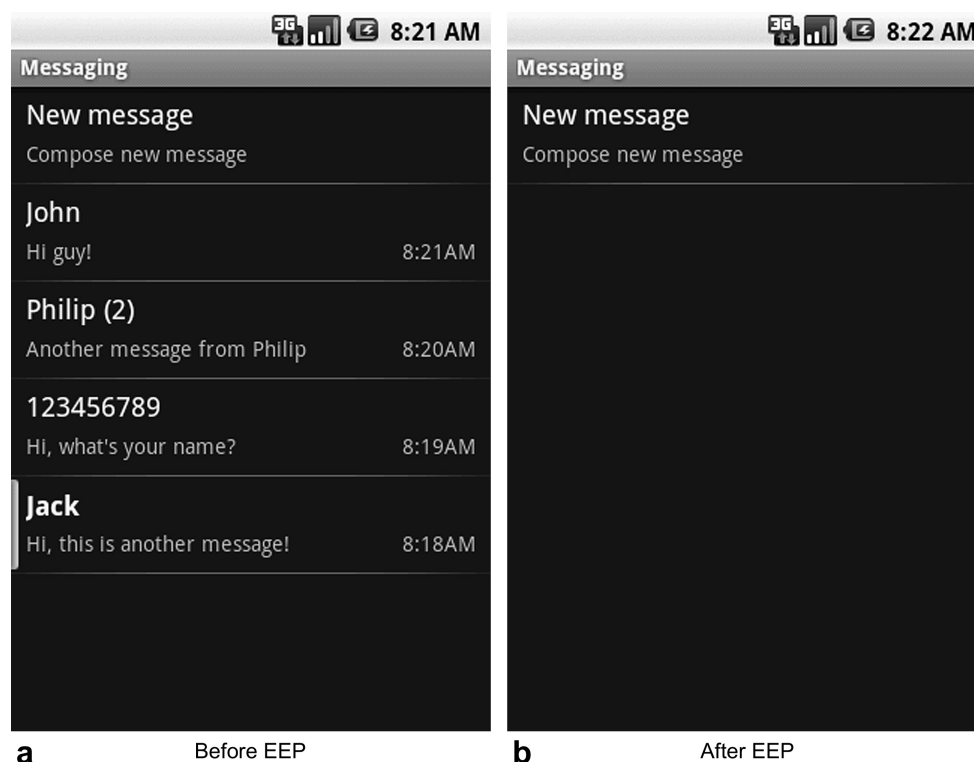 3G 8:21 AM
Messaging
New message
Compose new message
John
Hi guy!
8:21AM
Philip (2)
Another message from Philip
8:20AM
123456789
Hi, what's your name?
8:19AM
Jack
Hi, this is another message!
8:18AM
a Before EEP
3G 8:22 AM
Messaging
New message
Compose new message
b After EEP